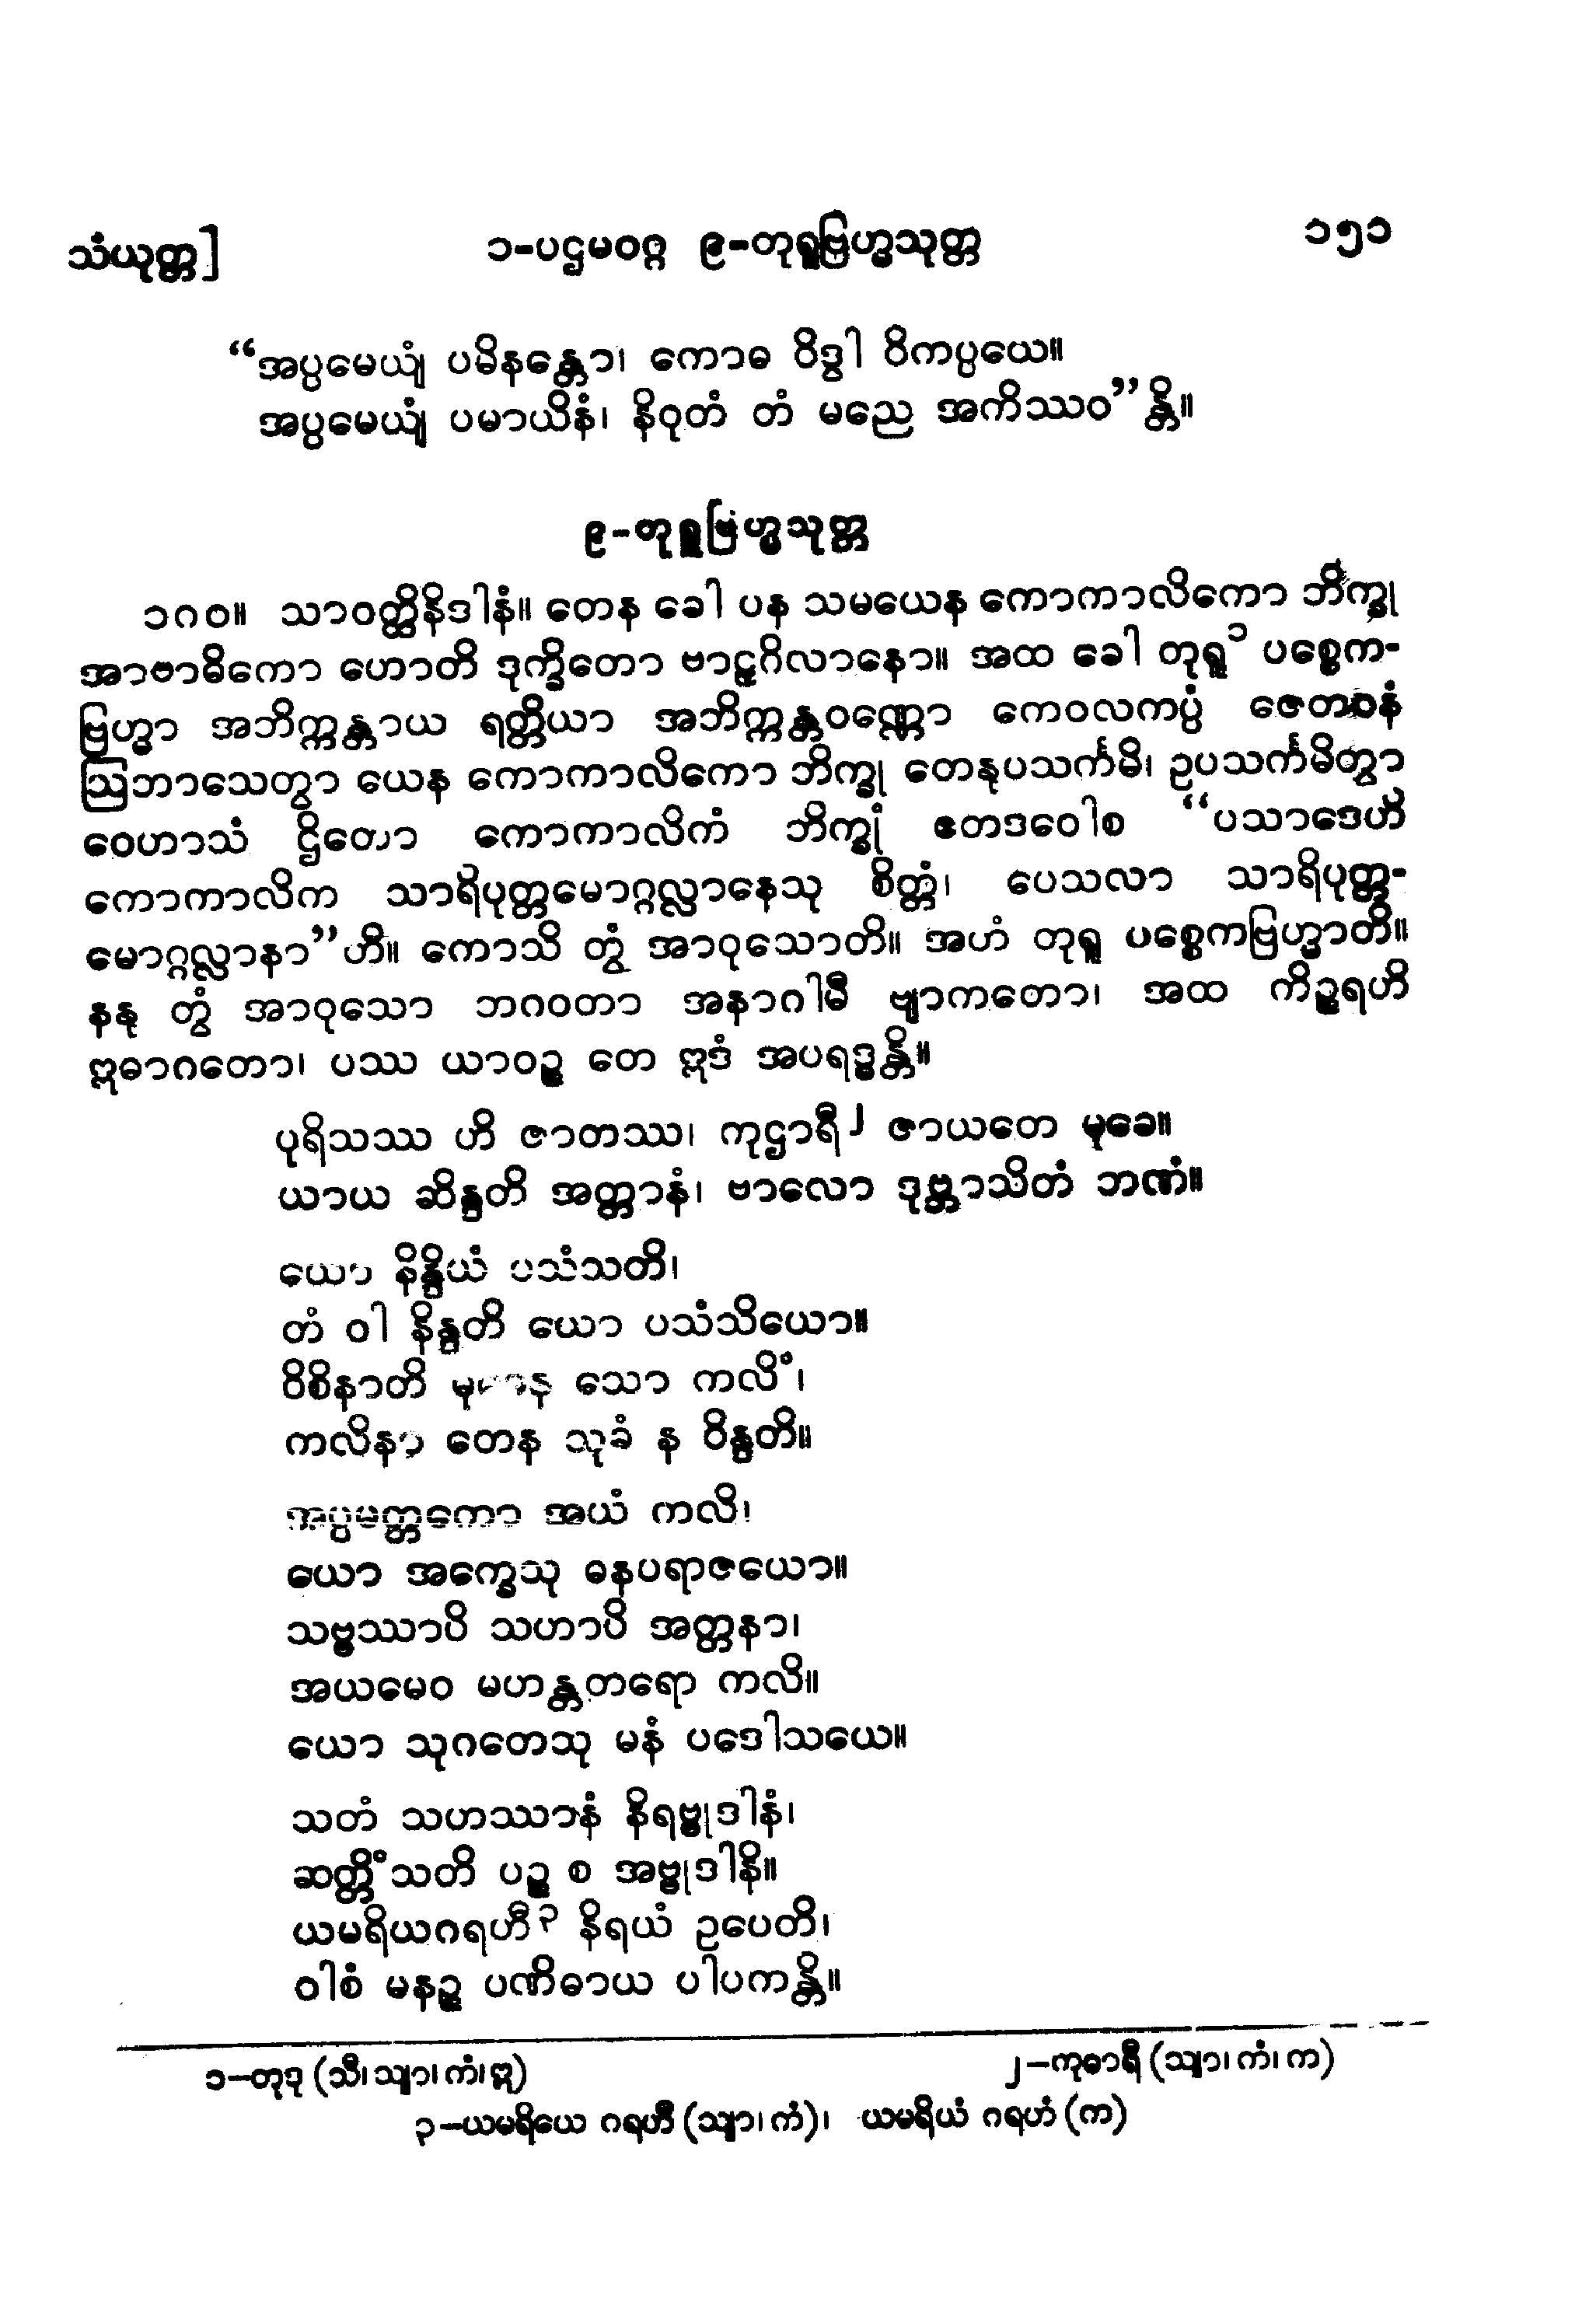 သံယုတ္တ] ၁-ပဌမဝဂ္ဂ ၉-တုရူဗြဟ္မသုတ္တ ၁၅၁
“အပ္ပမေယျံ ပမိနန္တော၊ ကောဓ ဝိဒွါ ဝိကပ္ပယေ။
အပ္ပမေယျံ ပမာယိနံ၊ နိဝုတံ တံ မညေ အကိဿဝ”န္တိ။
၉-တုရူဗြဟ္မသုတ္တ
၁၈၀။ သာဝတ္ထိနိဒါနံ။ တေန ခေါ ပန သမယေန ကောကာလိကော ဘိက္ခု
အာဗာဓိကော ဟောတိ ဒုက္ခိတော ဗာဠှဂိလာနော။ အထ ခေါ တုရူ၁ ပစ္စေက-
ဗြဟ္မာ အဘိက္ကန္တာယ ရတ္တိယာ အဘိက္ကန္တဝဏ္ဏော ကေဝလကပ္ပံ ဇေတဝနံ
ဩဘာသေတွာ ယေန ကောကာလိကော ဘိက္ခု တေနုပသင်္ကမိ၊ ဥပသင်္ကမိတွာ
ဝေဟာသံ ဌိတော ကောကာလိကံ ဘိက္ခုံ ဧတဒဝေါစ “ပသာဒေဟိ
ကောကာလိက သာရိပုတ္တမောဂ္ဂလ္လာနေသု စိတ္တံ၊ ပေသလာ သာရိပုတ္တ-
မောဂ္ဂလ္လာနာ”ဟိ။ ကောသိ တွံ အာဝုသောတိ။ အဟံ တုရူ ပစ္စေကဗြဟ္မာတိ။
နနု တွံ အာဝုသော ဘဂဝတာ အနာဂါမီ ဗျာကတော၊ အထ ကိဉ္စရဟိ
ဣဓာဂတော၊ ပဿ ယာဝဉ္စ တေ ဣဒံ အပရဒ္ဓန္တိ။
ပုရိသဿ ဟိ ဇာတဿ၊ ကုဌာရီ၂ ဇာယတေ မုခေ။
ယာယ ဆိန္ဒတိ အတ္တာနံ၊ ဗာလော ဒုဗ္ဘာသိတံ ဘဏံ။
ယော နိန္ဒိယံ ပသံသတိ၊
တံ ဝါ နိန္ဒတိ ယော ပသံသိယော။
ဝိစိနာတိ မုခေန သော ကလိံ၊
ကလိနာ တေန သုခံ န ဝိန္ဒတိ။
အပ္ပမတ္တကော အယံ ကလိ၊
ယော အက္ခေသု ဓနပရာဇယော။
သဗ္ဗဿာပိ သဟာပိ အတ္တနာ၊
အယမေဝ မဟန္တတရော ကလိ။
ယော သုဂတေသု မနံ ပဒေါသယေ။
သတံ သဟဿာနံ နိရဗ္ဗုဒါနံ၊
ဆတ္တိံသတိ ပဉ္စ စ အဗ္ဗုဒါနိ။
ယမရိယဂရဟီ၃ နိရယံ ဥပေတိ၊
ဝါစံ မနဉ္စ ပဏိဓာယ ပါပကန္တိ။
၁–တုဒု (သီ၊ သျာ၊ ကံ၊ ဣ) ၂–ကုဓာရီ (သျာ၊ ကံ၊ က)
၃–ယမရိယေ ဂရဟီ (သျာ၊ ကံ)၊ ယမရိယံ ဂရဟံ (က)